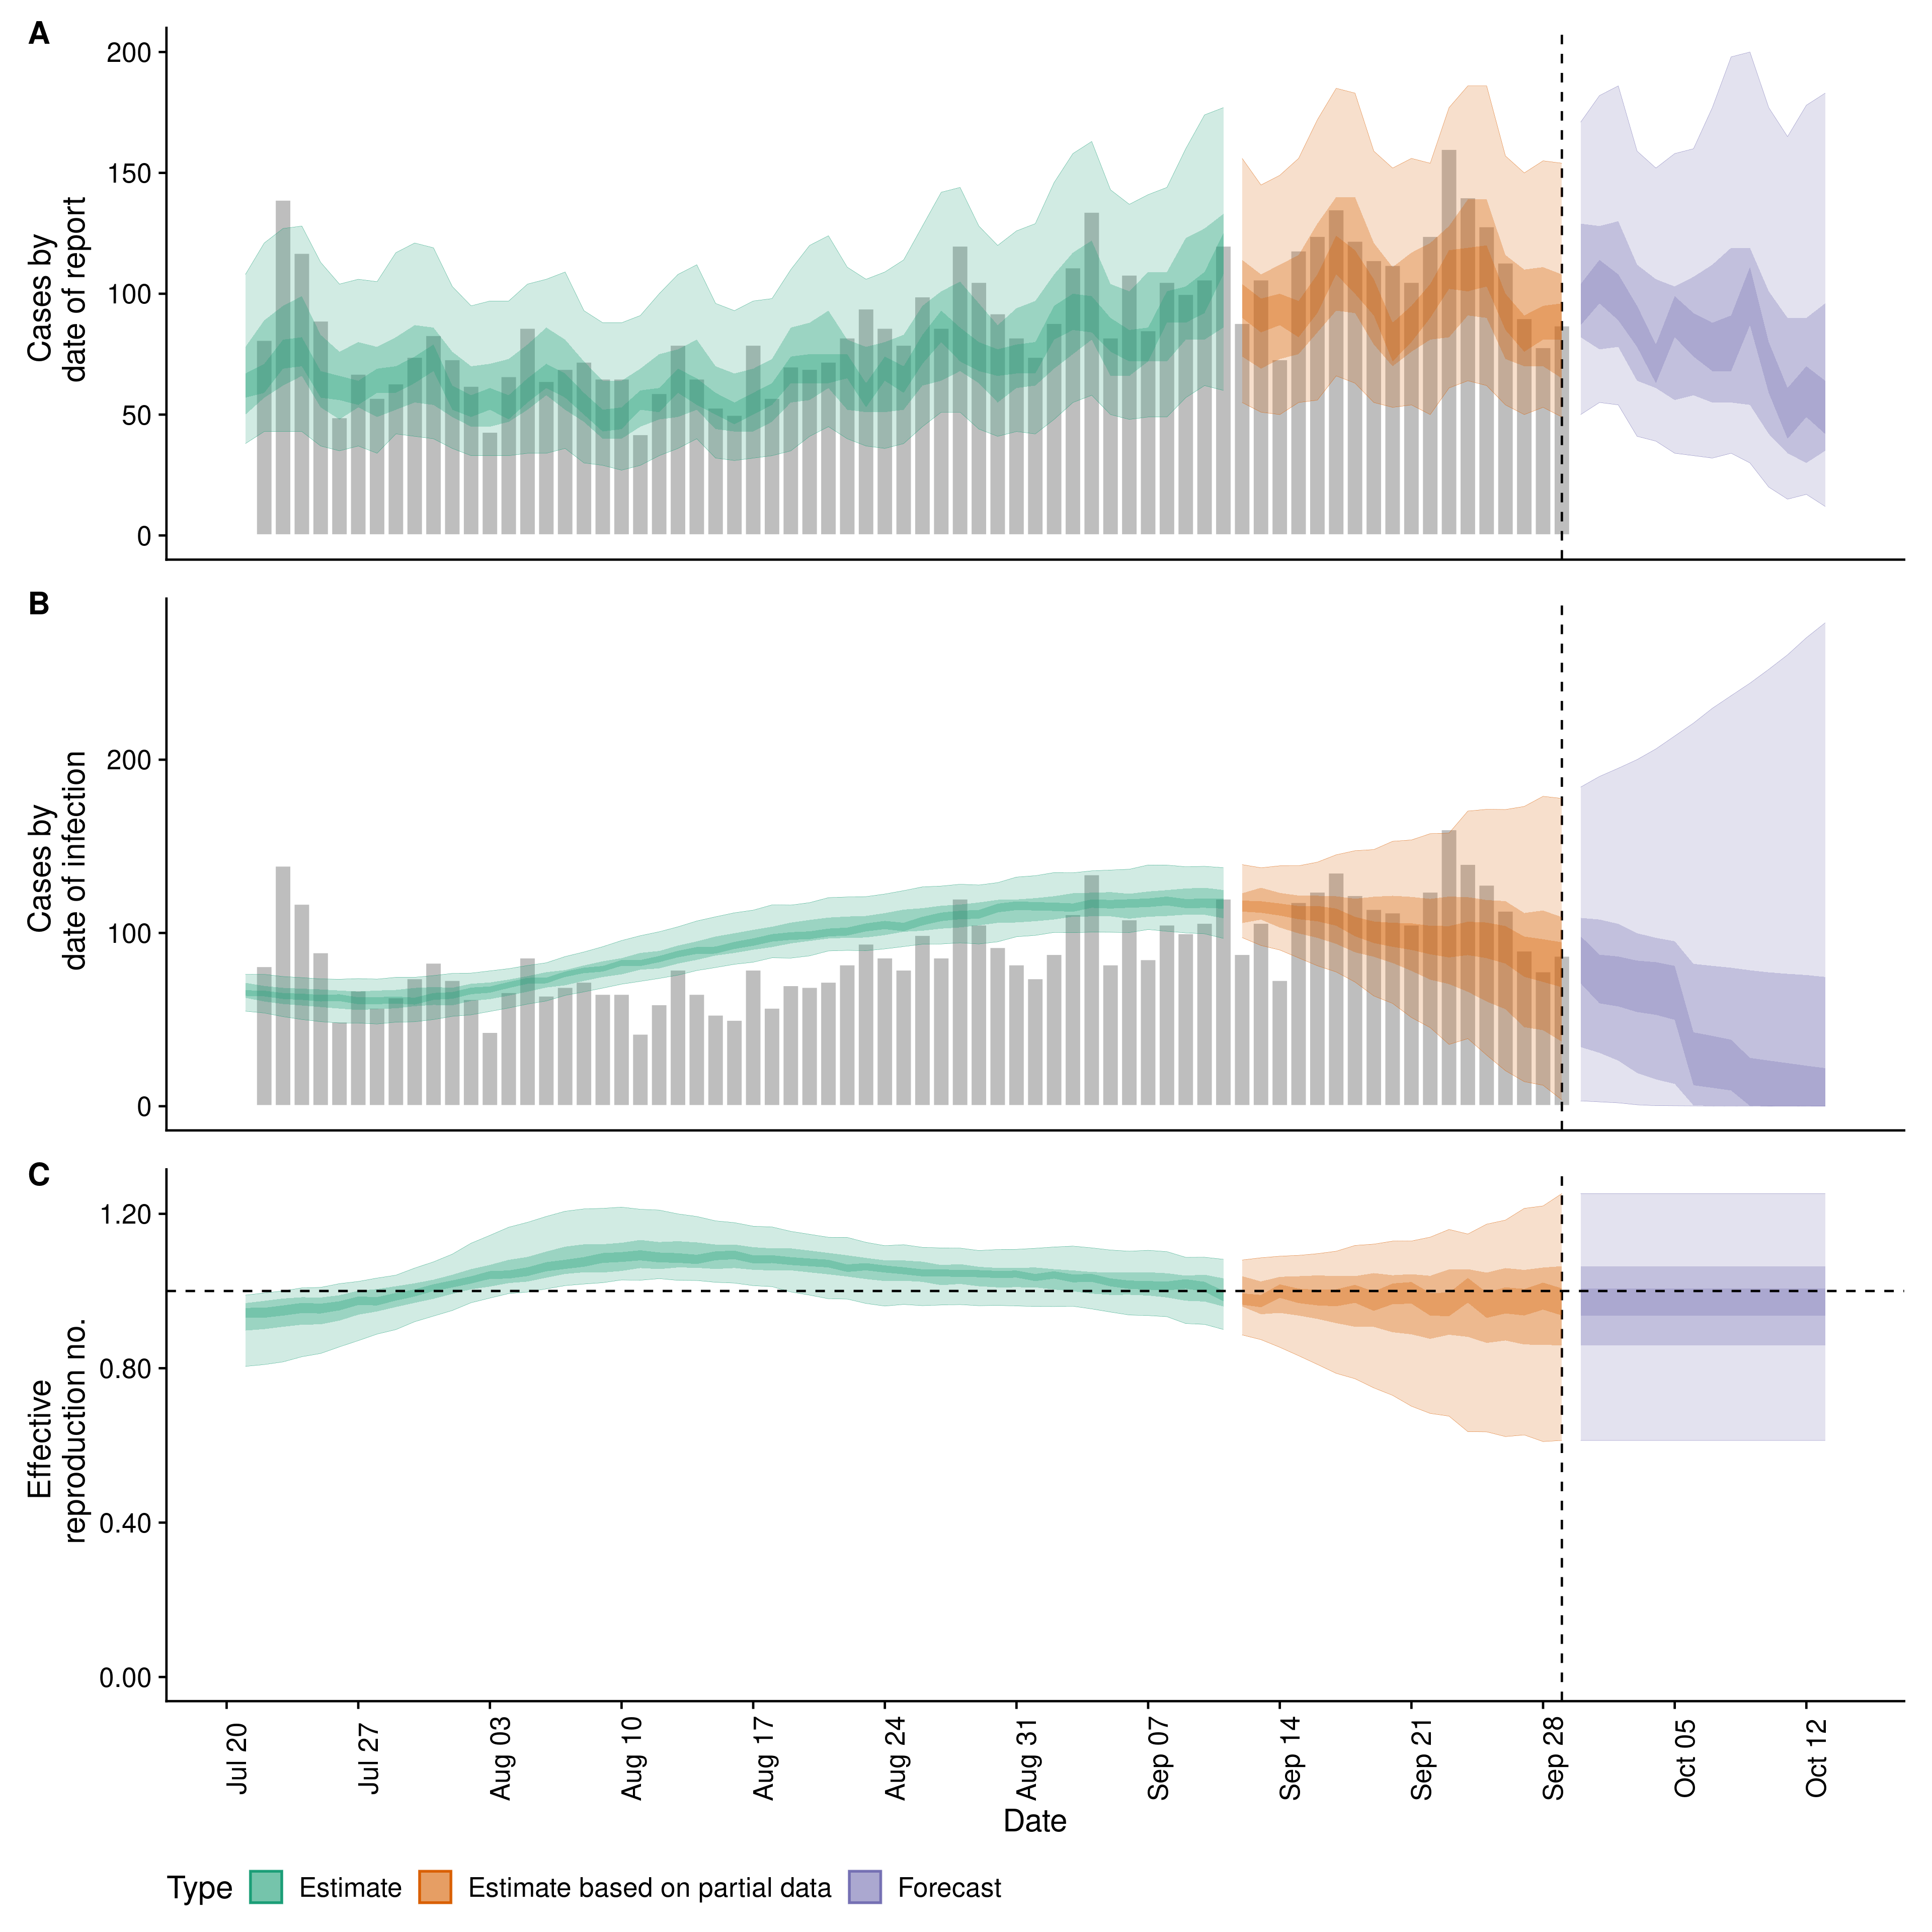 A
200
150
100
50
0
Cases by
date of report
B
200
100
0
Cases by
date of infection
C
1.20
0.80
0.40
0.00
Effective
reproduction no.
Jul 20
Jul 27
Aug 03
Aug 10
Aug 17
Aug 24
Aug 31
Sep 07
Sep 14
Sep 21
Sep 28
Oct 05
Oct 12
Date
Type Estimate Estimate based on partial data Forecast